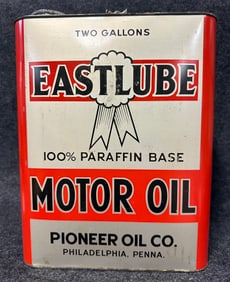 TWO GALLONS
EASTLUBE
100% PARAFFIN BASE
MOTOR OIL
PIONEER OIL CO.
PHILADELPHIA, PENNA.